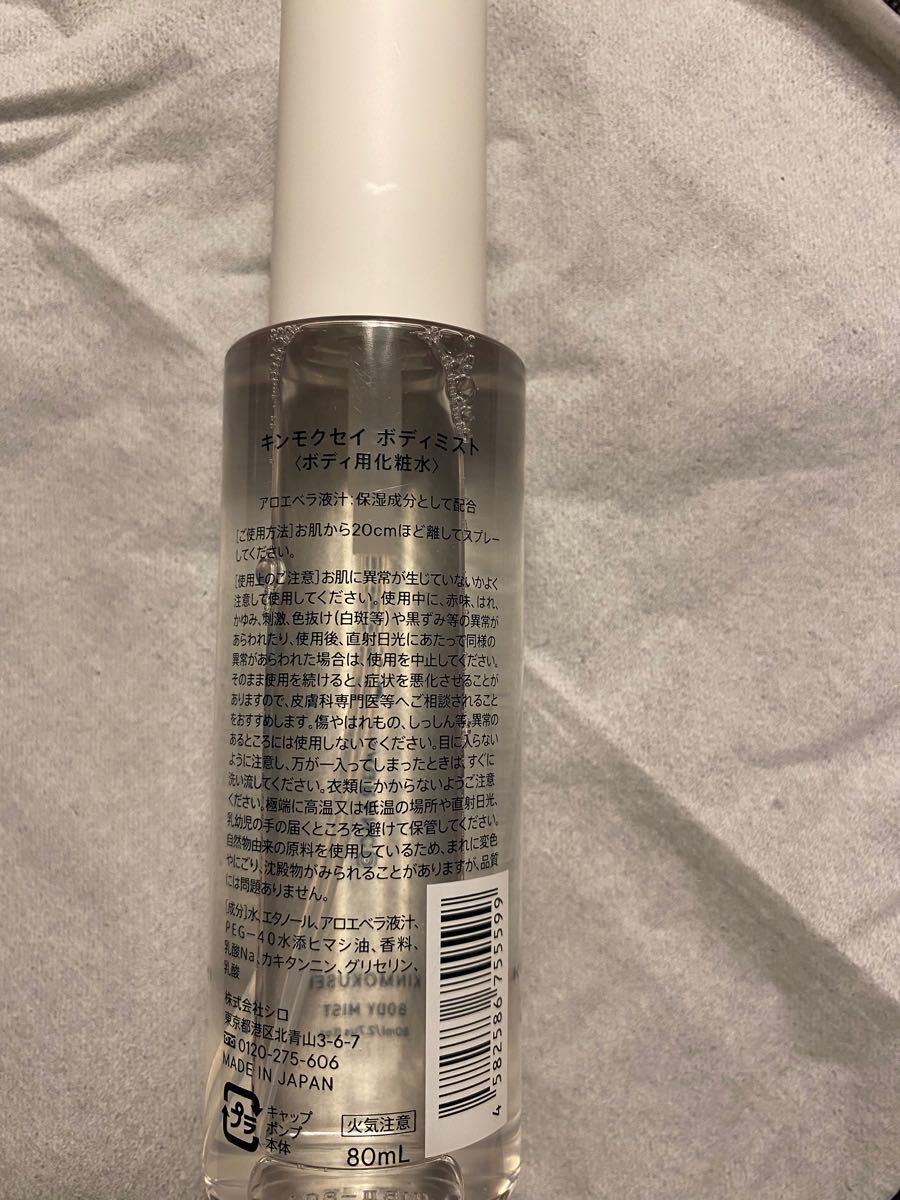 キンモクセイ ボディミスト
〈ボディ用化粧水〉
アロエベラ液汁:保湿成分として配合
[ご使用方法]お肌から20cmほど離してスプレー
してください。
[使用上のご注意]お肌に異常が生じていないかよく
注意して使用してください。使用中に、赤味、はれ、
かゆみ、刺激、色抜け(白斑等)や黒ずみ等の異常が
あらわれたり、使用後、直射日光にあたって同様の
異常があらわれた場合は、使用を中止してください。
そのまま使用を続けると、症状を悪化させることが
ありますので、皮膚科専門医等へご相談されること
をおすすめします。傷やはれもの、しっしん等、異常の
あるところには使用しないでください。目に入らない
ように注意し、万が一入ってしまったときは、すぐに
洗い流してください。衣類にかからないようご注意
ください。極端に高温又は低温の場所や直射日光、
乳幼児の手の届くところを避けて保管してください。
自然物由来の原料を使用しているため、まれに変色
やにごり、沈殿物がみられることがありますが、品質
には問題ありません。
[成分]水、エタノール、アロエベラ液汁、
PEG-40水添ヒマシ油、香料、
乳酸Na、カキタンニン、グリセリン、
乳酸
KINMOKUSEI
BODY MIST
株式会社シロ
東京都港区北青山3-6-7
0120-275-606
MADE IN JAPAN
プラ
キャップ
ポンプ
本体
火気注意
80mL
4 582586 755599